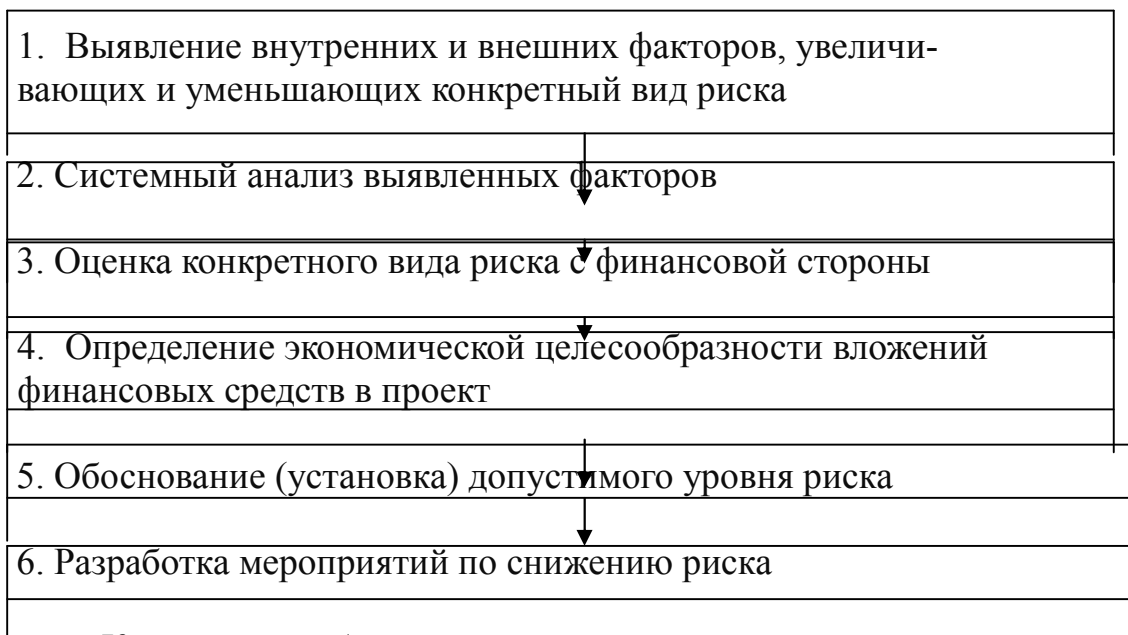 1. Выявление внутренних и внешних факторов, увеличи-
вающих и уменьшающих конкретный вид риска
2. Системный анализ выявленных факторов
3. Оценка конкретного вида риска с финансовой стороны
4. Определение экономической целесообразности вложений
финансовых средств в проект
5. Обоснование (установка) допустимого уровня риска
6. Разработка мероприятий по снижению риска